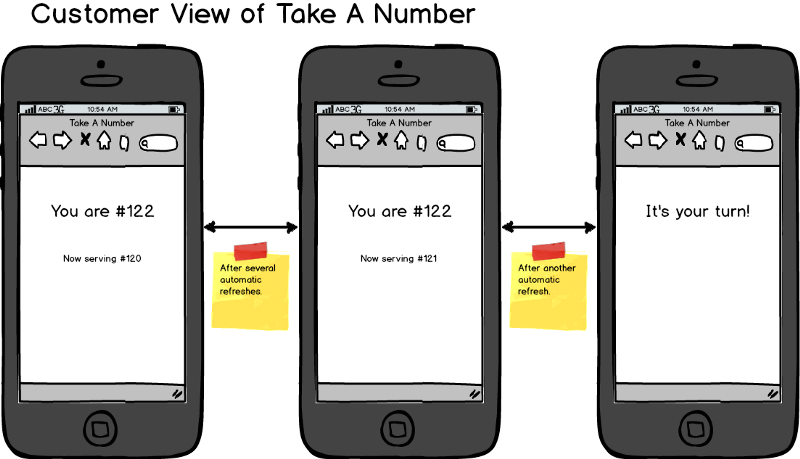 Customer View of Take A Number
ABC 3G 10:54 AM
Take A Number
You are #122
Now serving #120
After several
automatic
refreshes.
ABC 3G 10:54 AM
Take A Number
You are #122
Now serving #121
After another
automatic
refresh.
ABC 3G 10:54 AM
Take A Number
It's your turn!